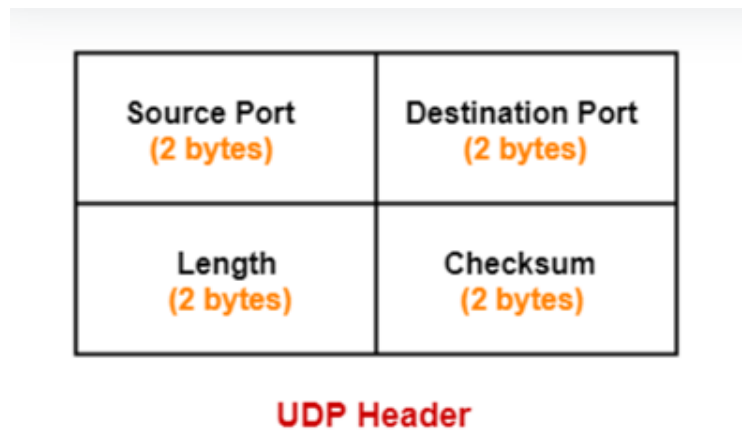 Source Port
(2 bytes)
Destination Port
(2 bytes)
Length
(2 bytes)
Checksum
(2 bytes)
UDP Header